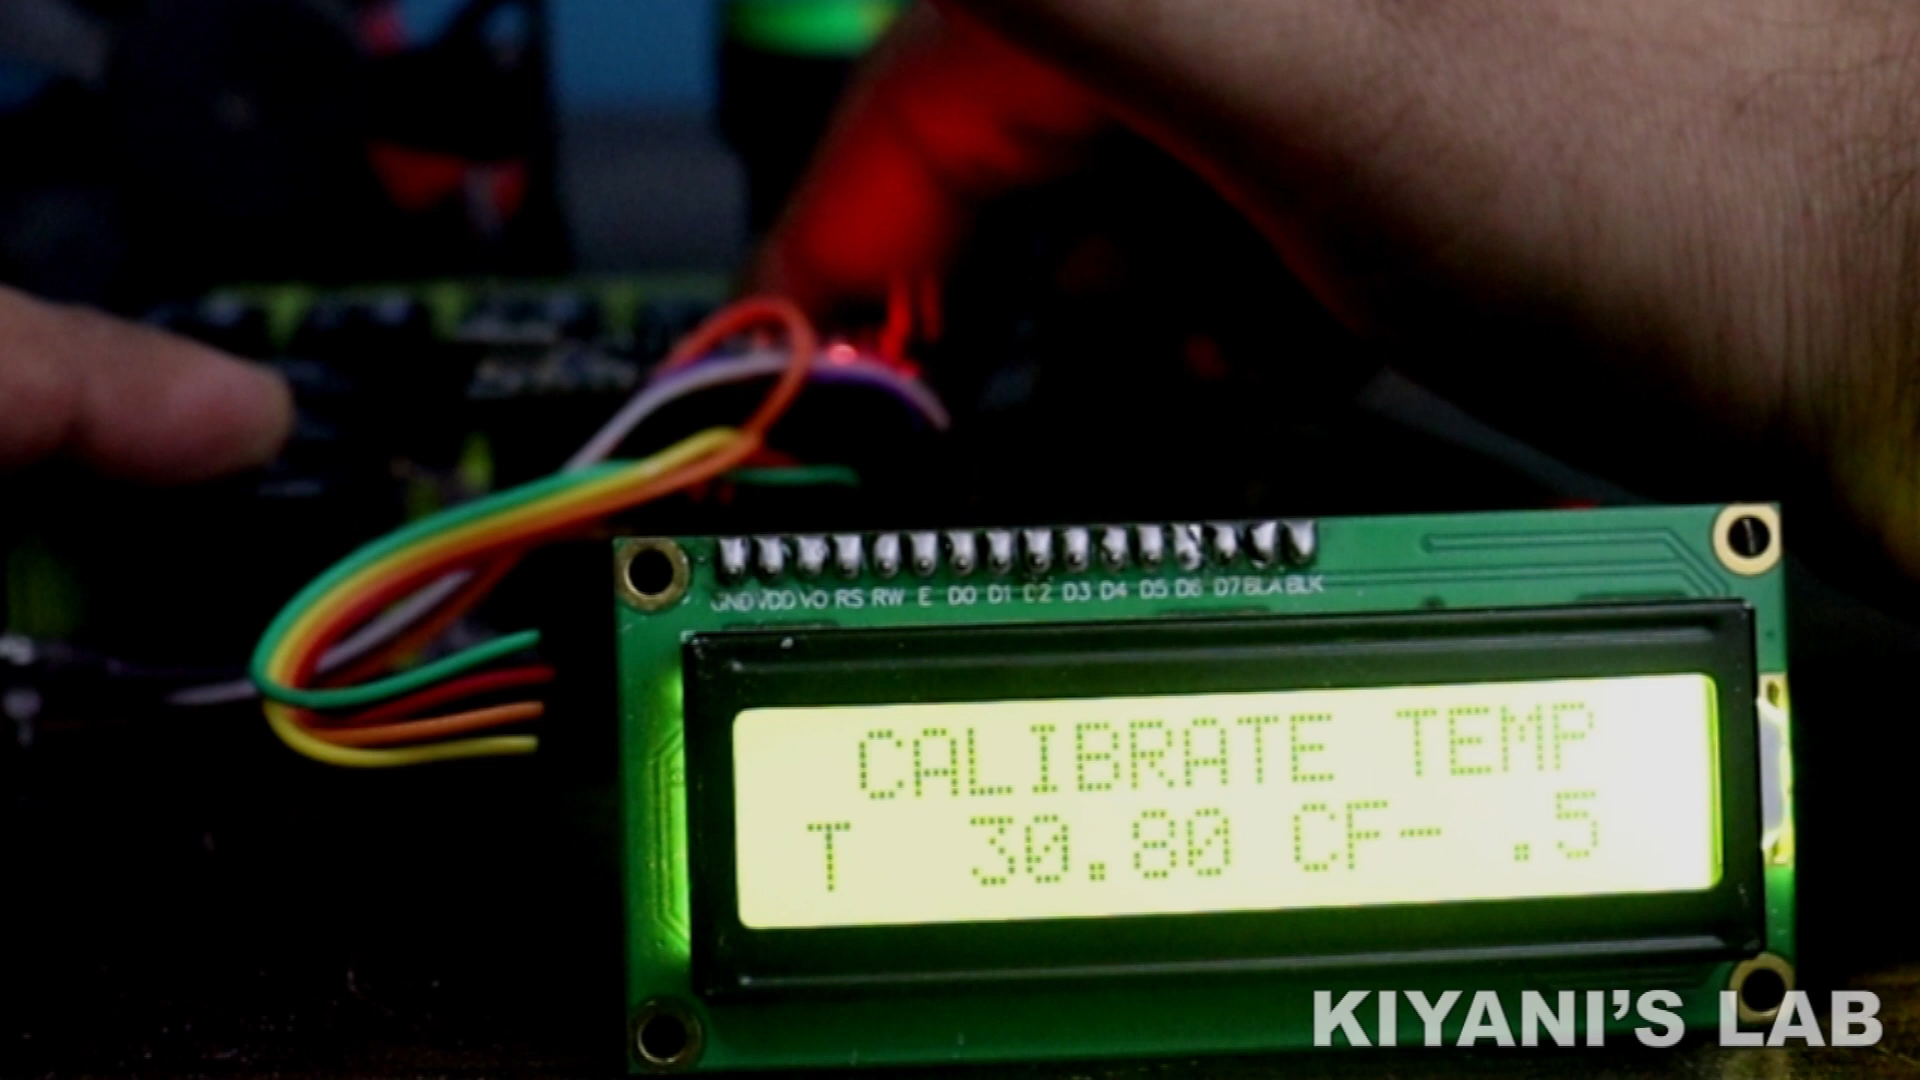 GND VDD VO RS RW E D0 D1 D2 D3 D4 D5 D6 D7 BLA BLK
CALIBRATE TEMP
T 30.80 CF- .5
KIYANI'S LAB